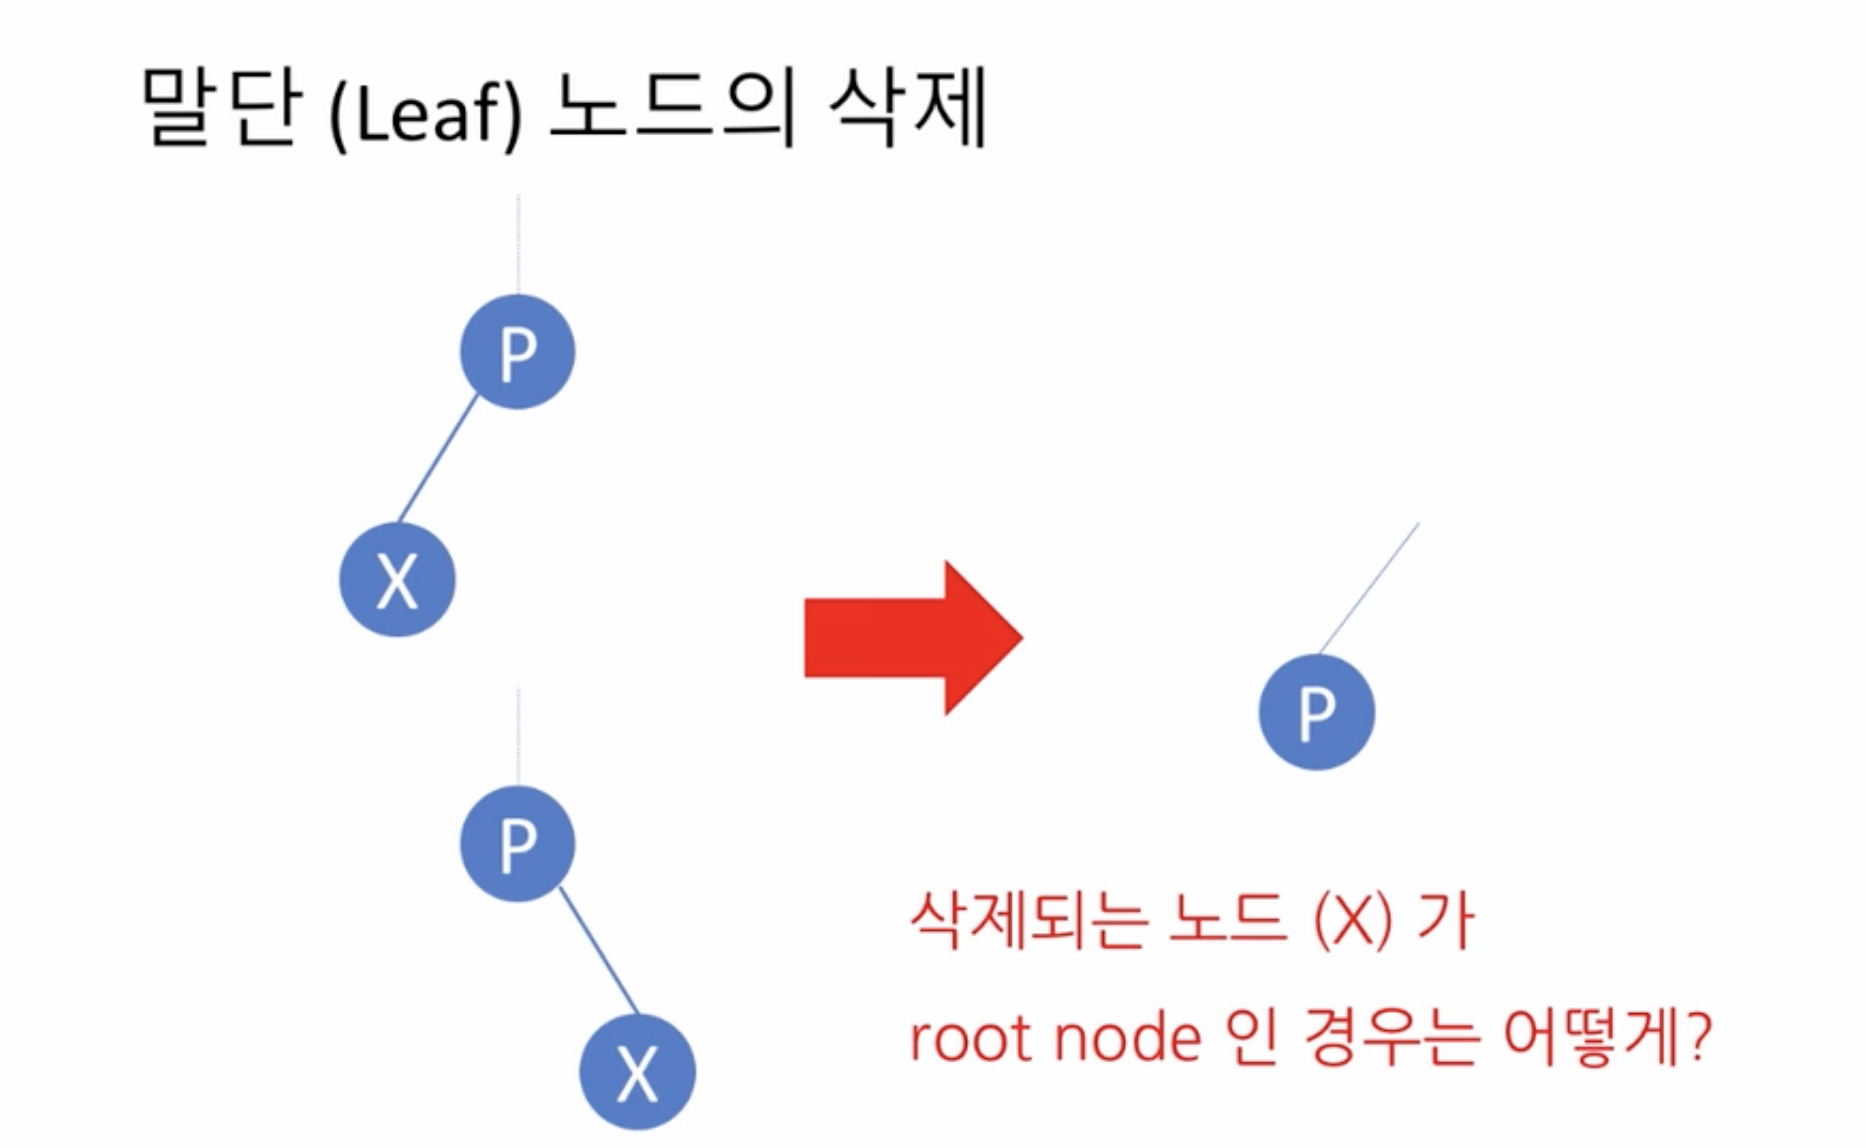 말단 (Leaf) 노드의 삭제
P
X
P
P
X
삭제되는 노드 (X) 가
root node 인 경우는 어떻게?